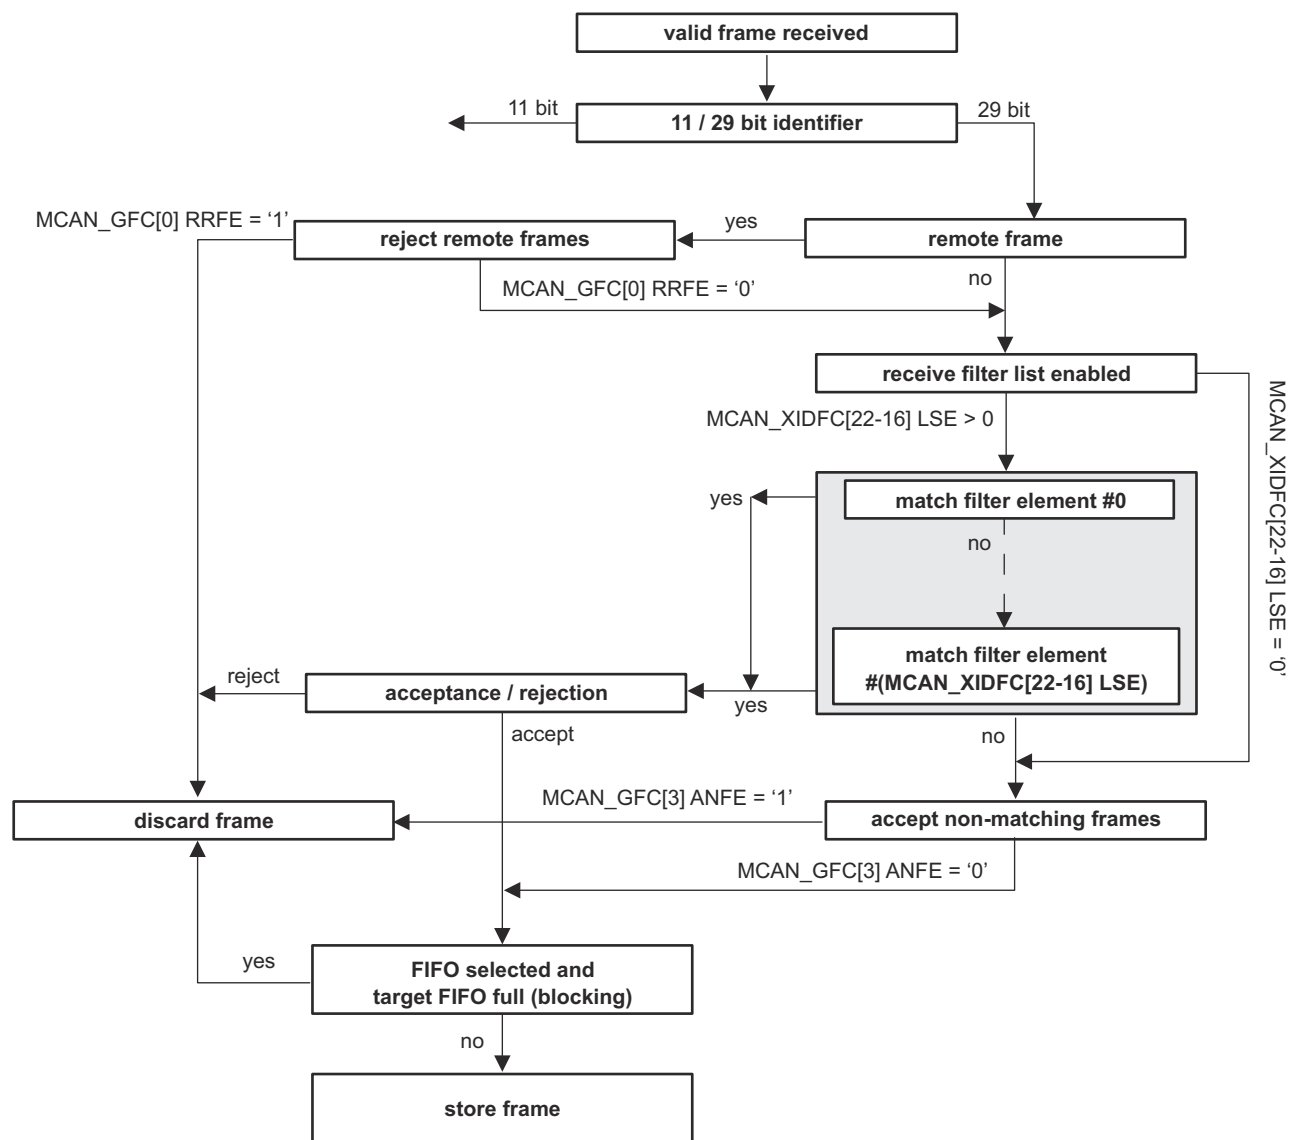 valid frame received
11 bit
11 / 29 bit identifier
29 bit
MCAN_GFC[0] RRFE = ‘1’
reject remote frames
yes
remote frame
MCAN_GFC[0] RRFE = ‘0’
no
receive filter list enabled
MCAN_XIDFC[22-16] LSE > 0
MCAN_XIDFC[22-16] LSE = ‘0’
yes
match filter element #0
no
match filter element
#(MCAN_XIDFC[22-16] LSE)
reject
acceptance / rejection
yes
accept
no
MCAN_GFC[3] ANFE = ‘1’
discard frame
accept non-matching frames
MCAN_GFC[3] ANFE = ‘0’
yes
FIFO selected and
target FIFO full (blocking)
no
store frame